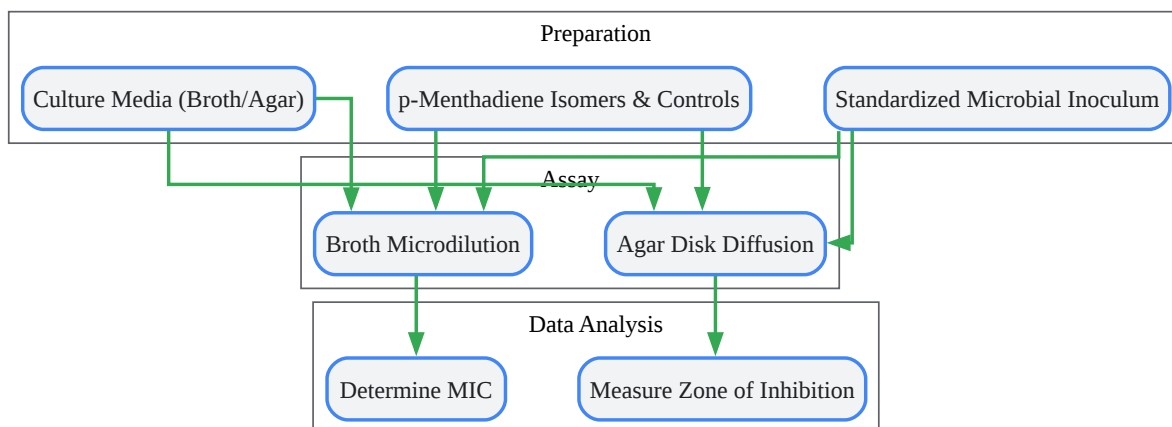 Preparation
Culture Media (Broth/Agar)
p-Menthadiene Isomers & Controls
Standardized Microbial Inoculum
Assay
Broth Microdilution
Agar Disk Diffusion
Data Analysis
Determine MIC
Measure Zone of Inhibition